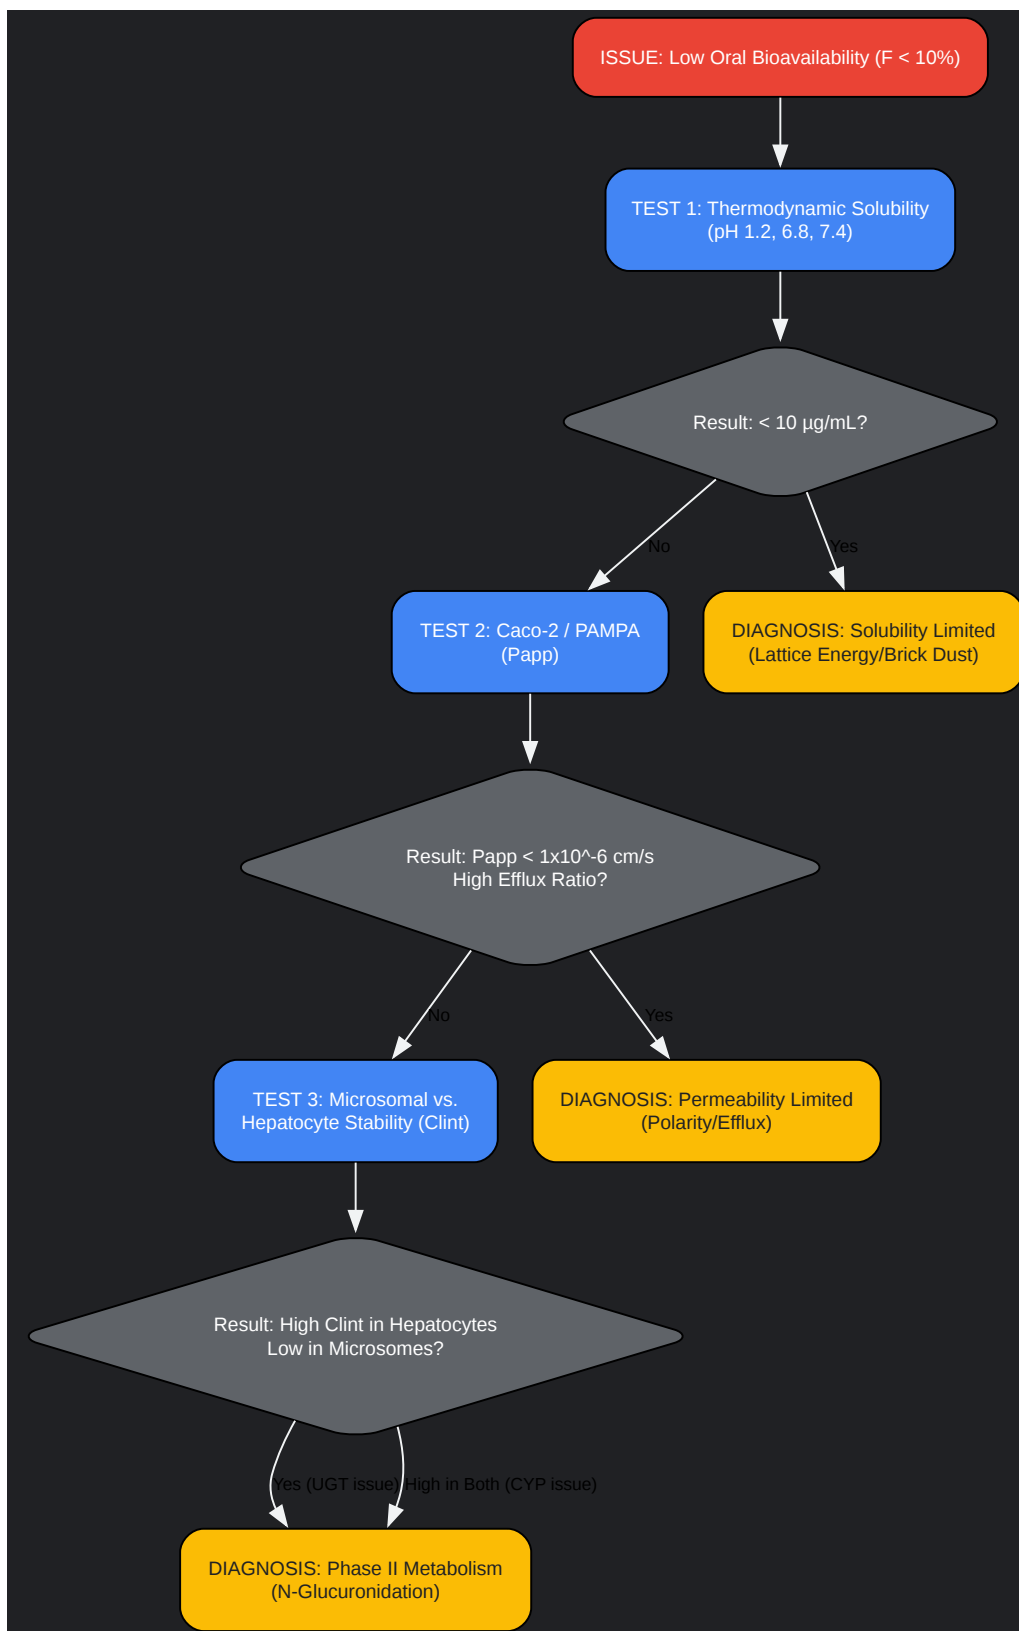 ISSUE: Low Oral Bioavailability (F < 10%)
TEST 1: Thermodynamic Solubility
(pH 1.2, 6.8, 7.4)
Result: < 10 µg/mL?
No
Yes
TEST 2: Caco-2 / PAMPA
(Papp)
DIAGNOSIS: Solubility Limited
(Lattice Energy/Brick Dust)
Result: Papp < 1x10^-6 cm/s
High Efflux Ratio?
No
Yes
TEST 3: Microsomal vs.
Hepatocyte Stability (Clint)
DIAGNOSIS: Permeability Limited
(Polarity/Efflux)
Result: High Clint in Hepatocytes
Low in Microsomes?
Yes (UGT issue)
High in Both (CYP issue)
DIAGNOSIS: Phase II Metabolism
(N-Glucuronidation)